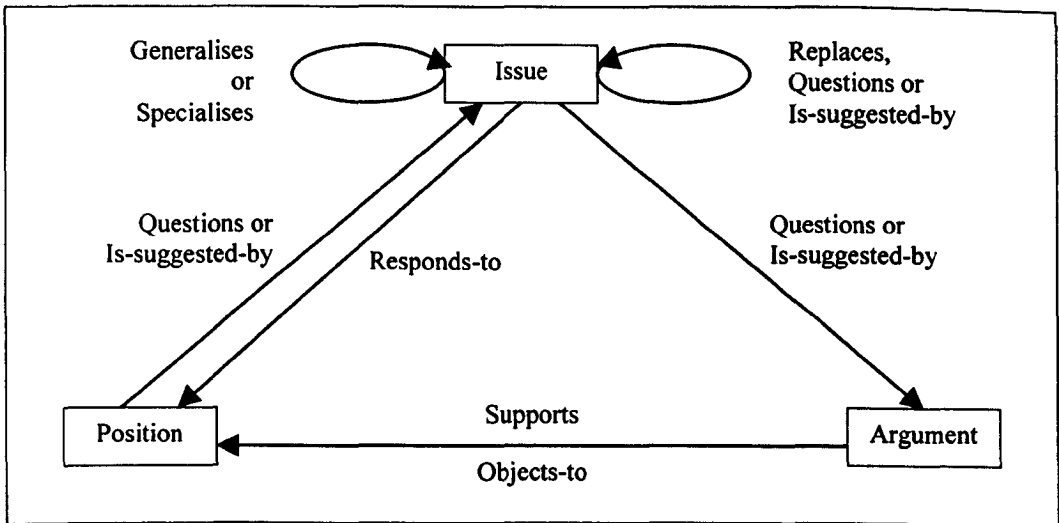 Generalises
or
Specialises
Issue
Replaces,
Questions or
Is-suggested-by
Questions or
Is-suggested-by
Responds-to
Questions or
Is-suggested-by
Position
Supports
Objects-to
Argument